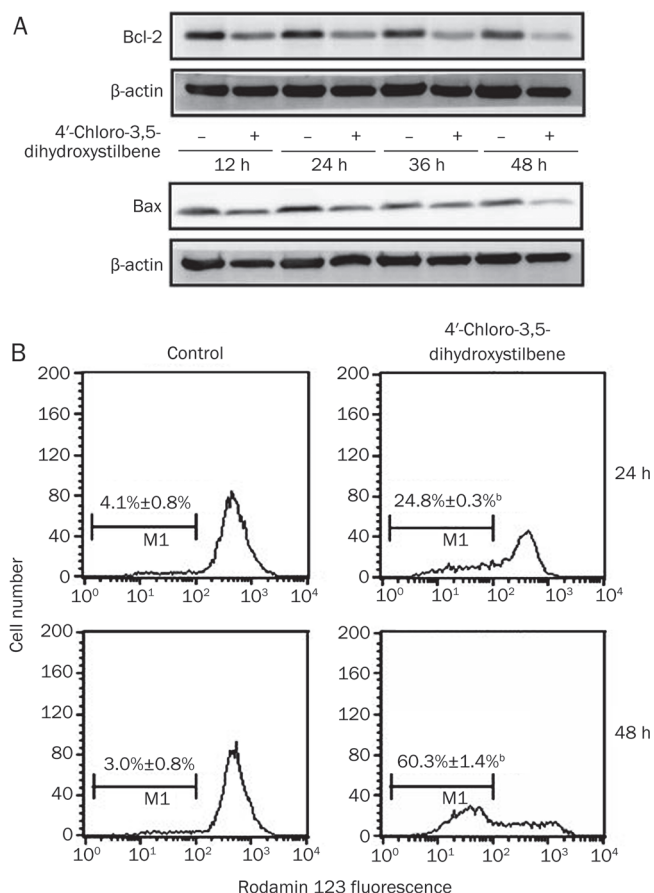 A
Bcl-2
β-actin
4′-Chloro-3,5-
dihydroxystilbene
– + – + – + – +
12 h 24 h 36 h 48 h
Bax
β-actin
B
Control
4′-Chloro-3,5-
dihydroxystilbene
Cell number
200
160
120
80
40
0
4.1%±0.8%
M1
10⁰ 10¹ 10² 10³ 10⁴
200
160
120
80
40
0
24.8%±0.3%ᵇ
M1
10⁰ 10¹ 10² 10³ 10⁴
24 h
200
160
120
80
40
0
3.0%±0.8%
M1
10⁰ 10¹ 10² 10³ 10⁴
200
160
120
80
40
0
60.3%±1.4%ᵇ
M1
10⁰ 10¹ 10² 10³ 10⁴
48 h
Rodamin 123 fluorescence